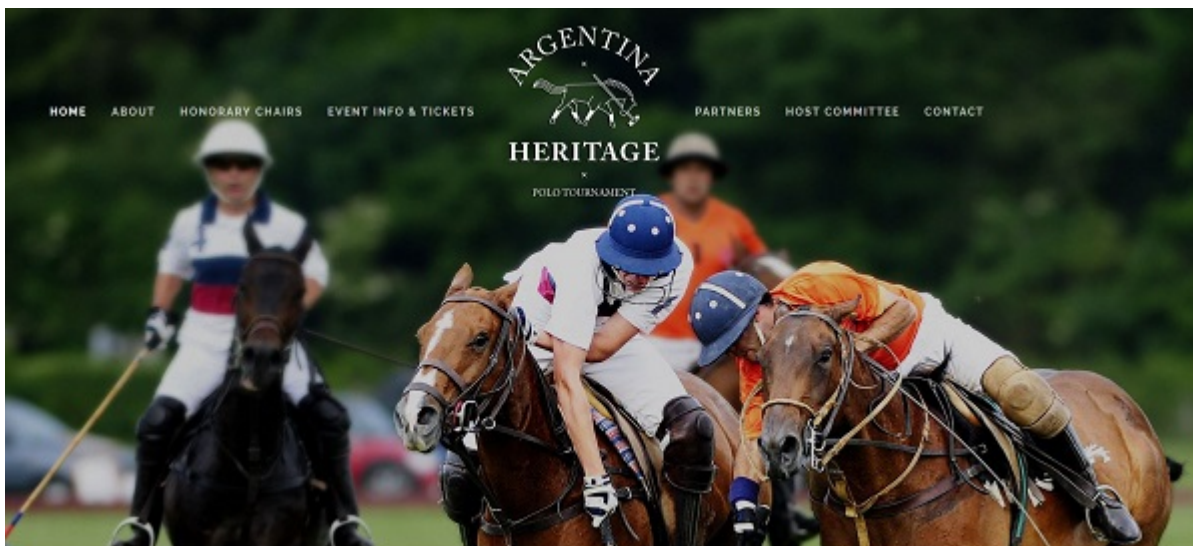 ARGENTINA
HOME ABOUT HONORARY CHAIRS EVENT INFO & TICKETS PARTNERS HOST COMMITTEE CONTACT
HERITAGE
POLO TOURNAMENT